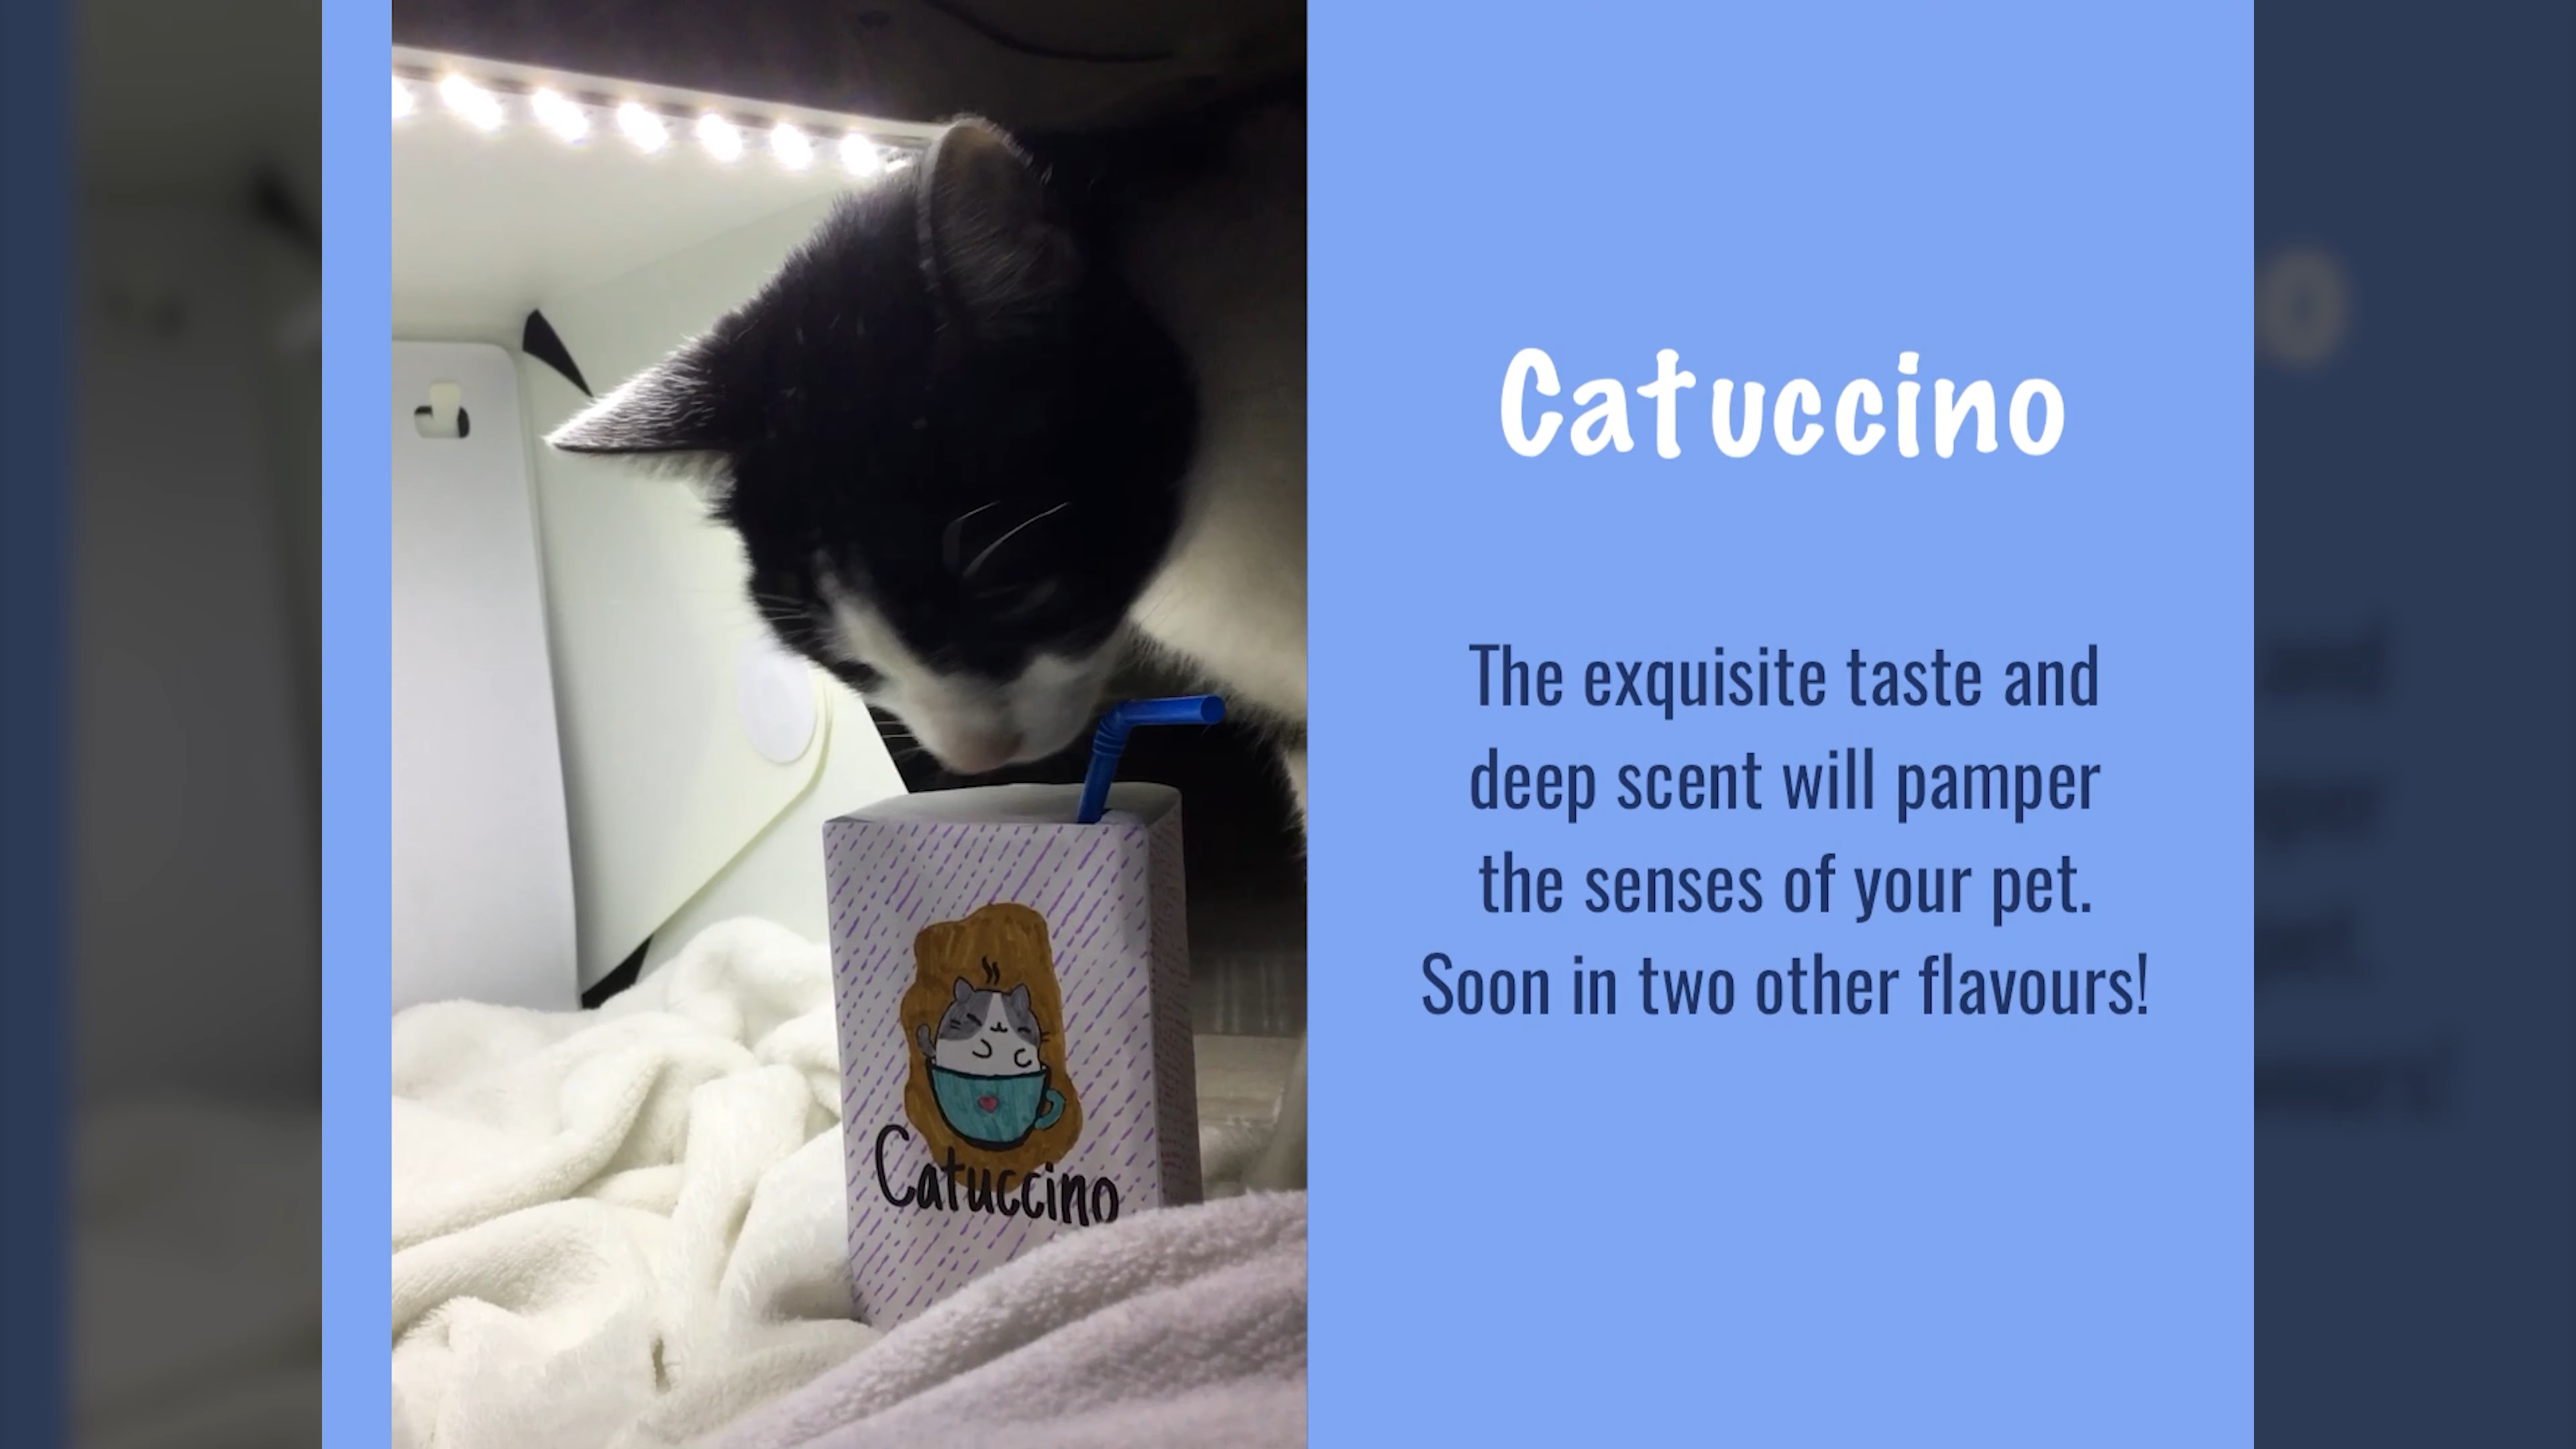 Catuccino
The exquisite taste and
deep scent will pamper
the senses of your pet.
Soon in two other flavours!
Catuccino